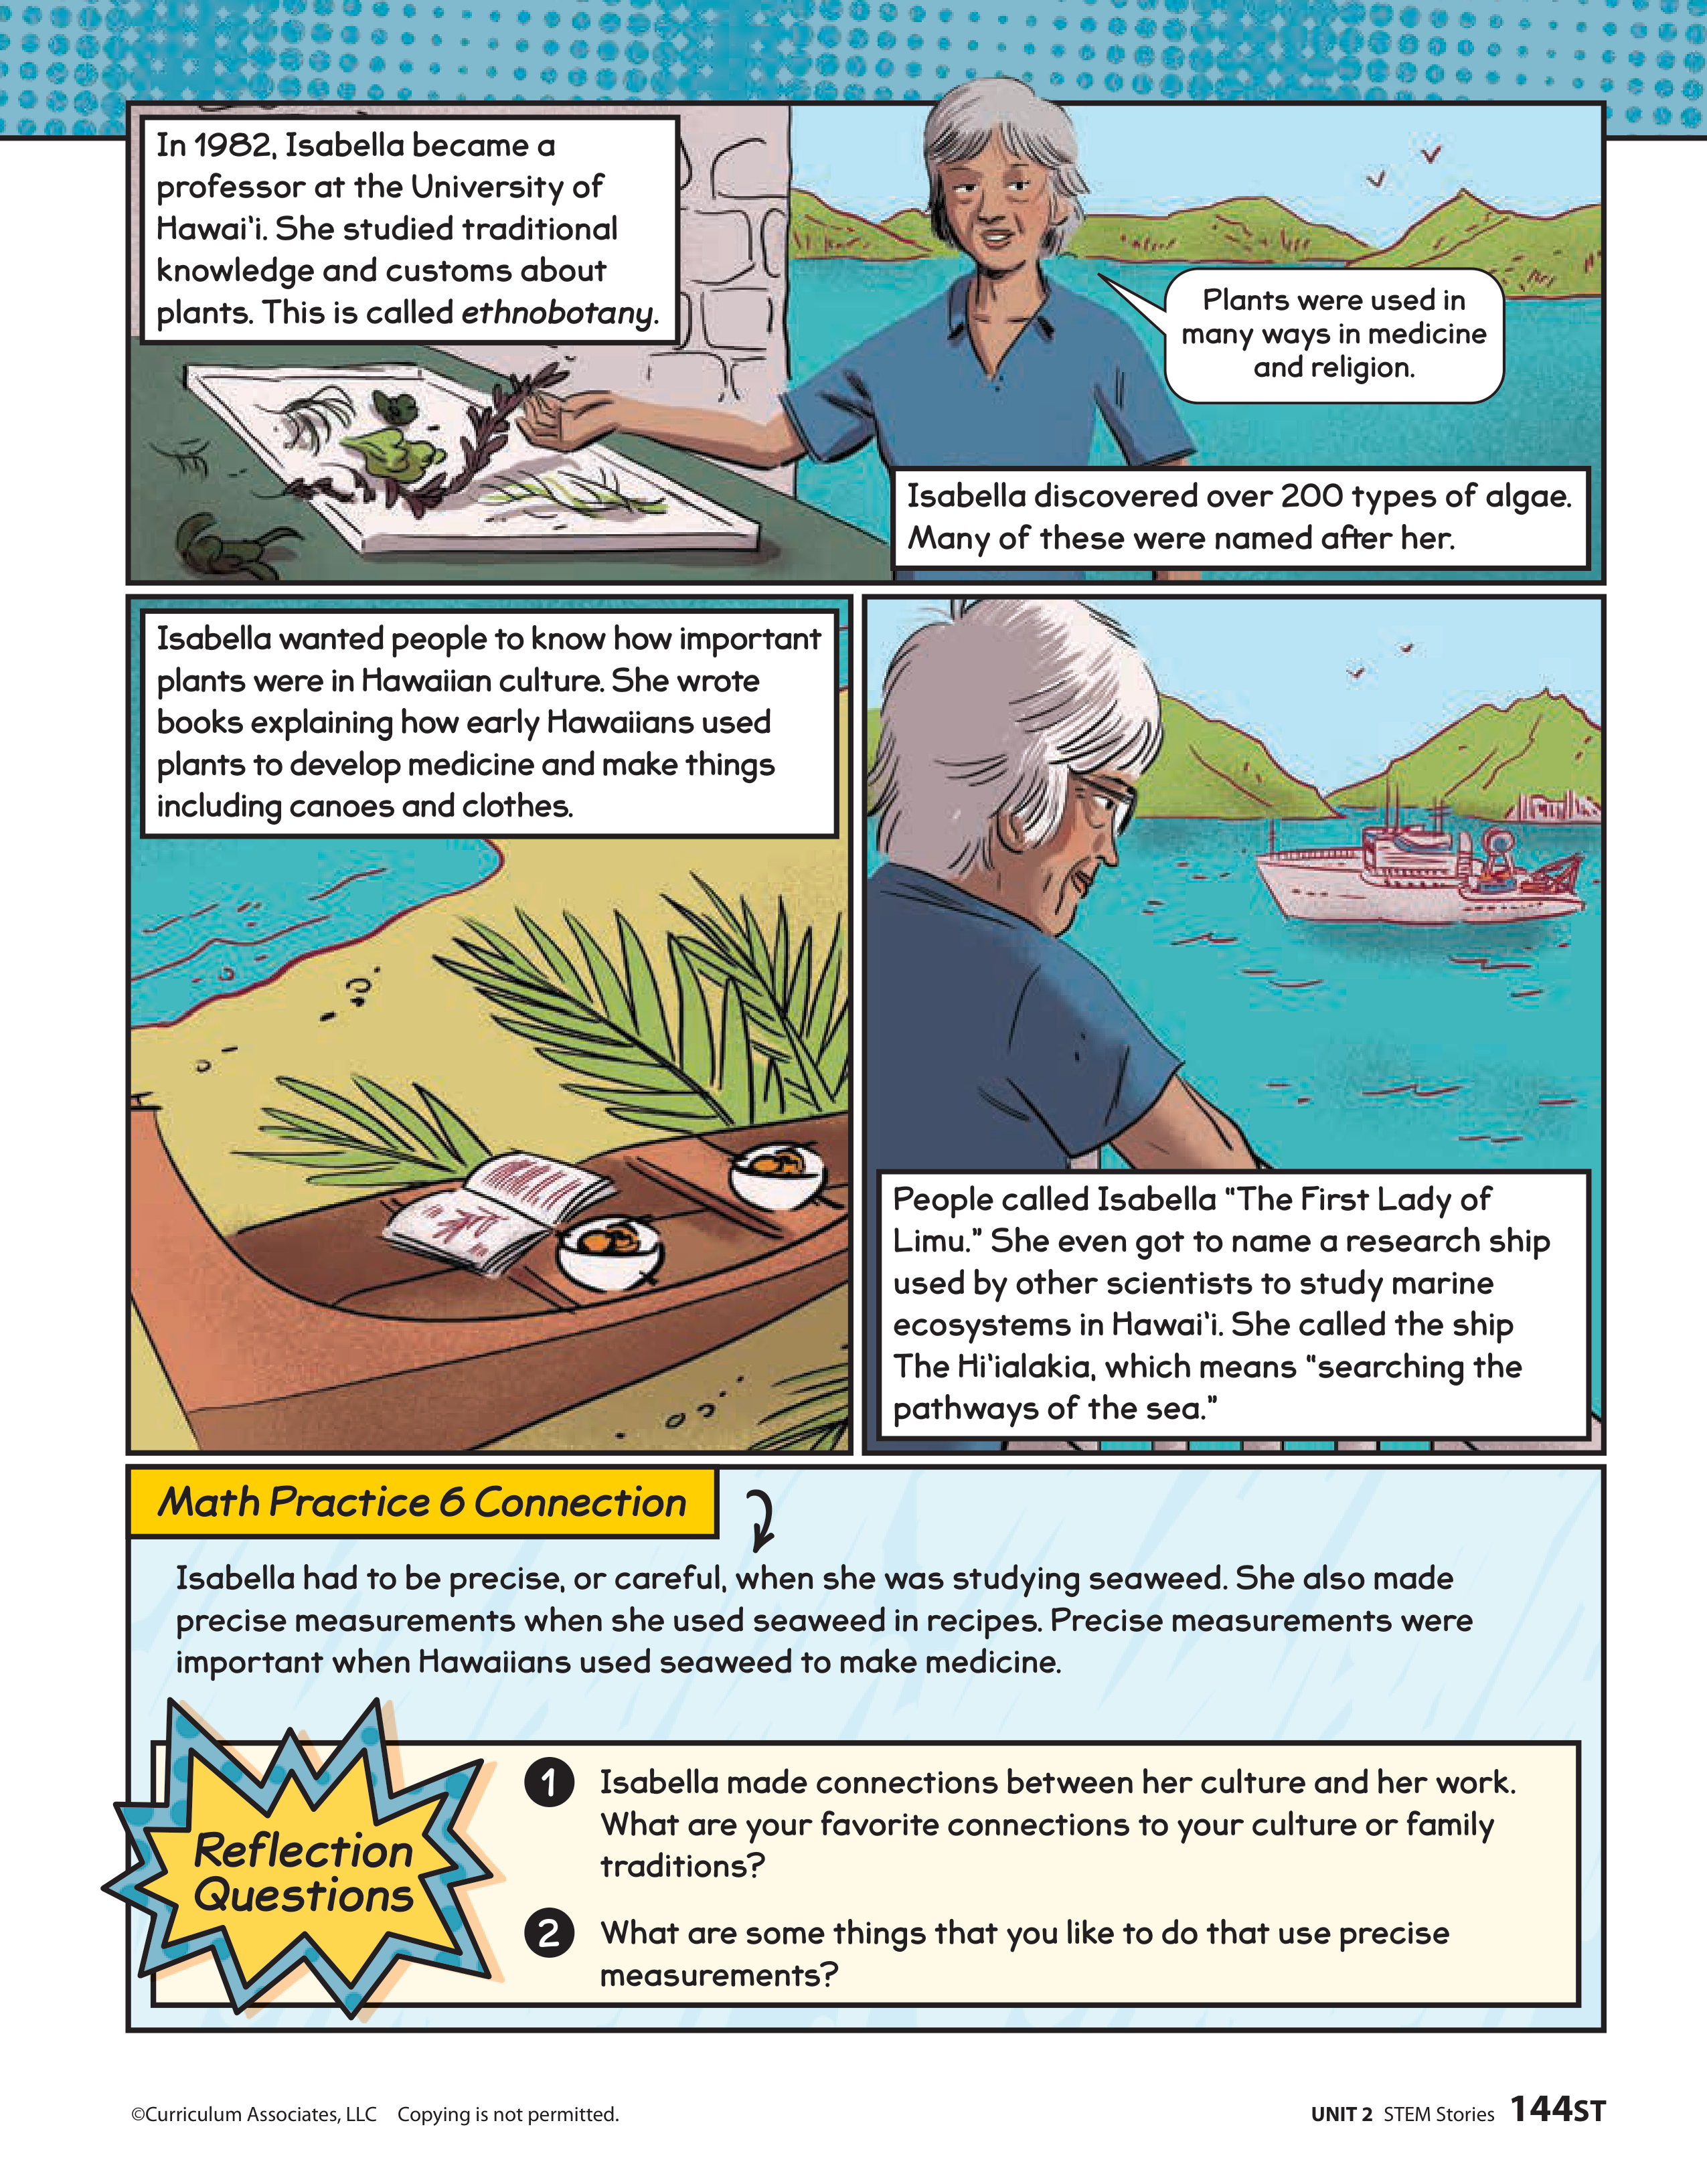 In 1982, Isabella became a
professor at the University of
Hawai‘i. She studied traditional
knowledge and customs about
plants. This is called ethnobotany.
Plants were used in
many ways in medicine
and religion.
Isabella discovered over 200 types of algae.
Many of these were named after her.
Isabella wanted people to know how important
plants were in Hawaiian culture. She wrote
books explaining how early Hawaiians used
plants to develop medicine and make things
including canoes and clothes.
People called Isabella "The First Lady of
Limu." She even got to name a research ship
used by other scientists to study marine
ecosystems in Hawai‘i. She called the ship
The Hi‘ialakia, which means "searching the
pathways of the sea."
Math Practice 6 Connection
Isabella had to be precise, or careful, when she was studying seaweed. She also made
precise measurements when she used seaweed in recipes. Precise measurements were
important when Hawaiians used seaweed to make medicine.
Reflection
Questions
1 Isabella made connections between her culture and her work.
What are your favorite connections to your culture or family
traditions?
2 What are some things that you like to do that use precise
measurements?
©Curriculum Associates, LLC Copying is not permitted.
UNIT 2 STEM Stories 144ST